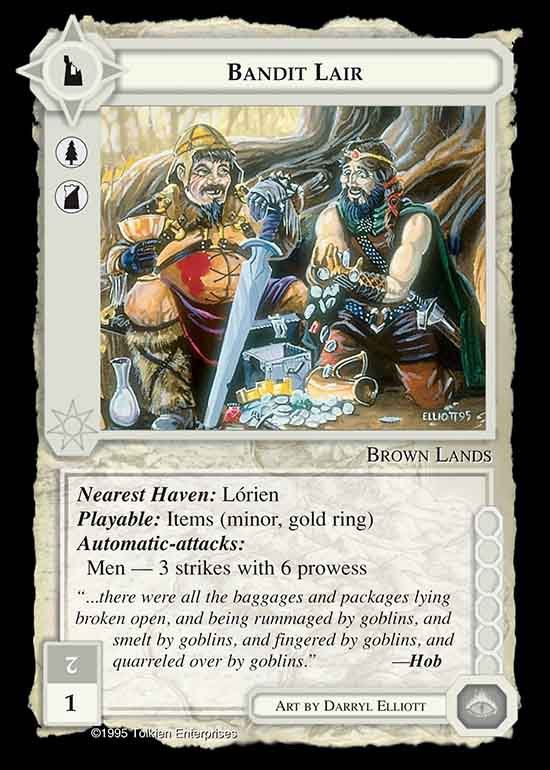 BANDIT LAIR
ELLIOTT95
BROWN LANDS
Nearest Haven: Lórien
Playable: Items (minor, gold ring)
Automatic-attacks:
Men — 3 strikes with 6 prowess
“...there were all the baggages and packages lying
broken open, and being rummaged by goblins, and
smelt by goblins, and fingered by goblins, and
quarreled over by goblins.” —Hob
2
1
ART BY DARRYL ELLIOTT
©1995 Tolkien Enterprises